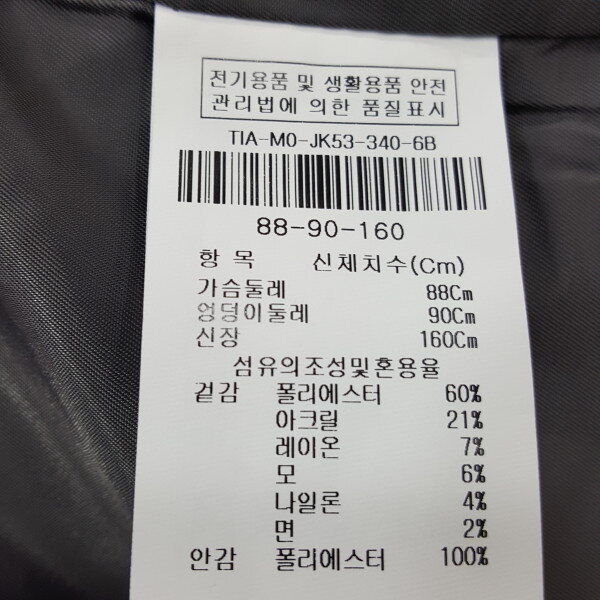 전기용품 및 생활용품 안전
관리법에 의한 품질표시
TIA-M0-JK53-340-6B
88-90-160
항 목 신체치수(Cm)
가슴둘레 88Cm
엉덩이둘레 90Cm
신장 160Cm
섬유의조성및혼용율
겉감 폴리에스터 60%
아크릴 21%
레이온 7%
모 6%
나일론 4%
면 2%
안감 폴리에스터 100%